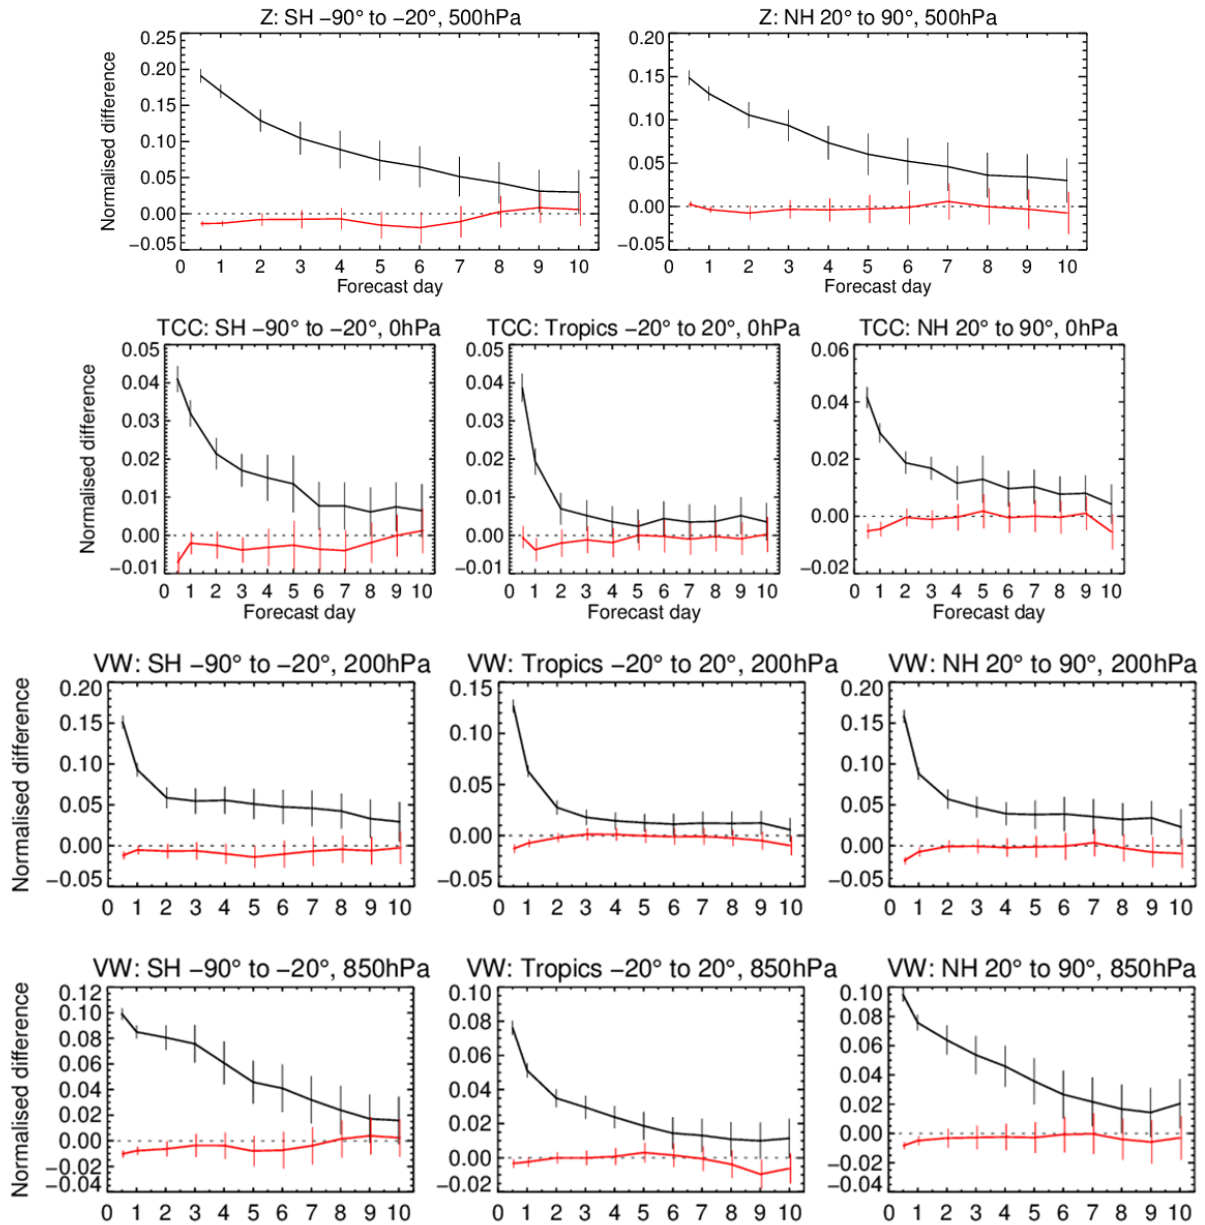 Z: SH −90° to −20°, 500hPa
Z: NH 20° to 90°, 500hPa
Normalised difference
0.25
0.20
0.15
0.10
0.05
0.00
−0.05
0 1 2 3 4 5 6 7 8 9 10
Forecast day
0.20
0.15
0.10
0.05
0.00
−0.05
0 1 2 3 4 5 6 7 8 9 10
Forecast day
TCC: SH −90° to −20°, 0hPa
TCC: Tropics −20° to 20°, 0hPa
TCC: NH 20° to 90°, 0hPa
Normalised difference
0.05
0.04
0.03
0.02
0.01
0.00
−0.01
0 1 2 3 4 5 6 7 8 9 10
Forecast day
0.05
0.04
0.03
0.02
0.01
0.00
−0.01
0 1 2 3 4 5 6 7 8 9 10
Forecast day
0.06
0.04
0.02
0.00
−0.02
0 1 2 3 4 5 6 7 8 9 10
Forecast day
VW: SH −90° to −20°, 200hPa
VW: Tropics −20° to 20°, 200hPa
VW: NH 20° to 90°, 200hPa
Normalised difference
0.20
0.15
0.10
0.05
0.00
−0.05
0 1 2 3 4 5 6 7 8 9 10
0.15
0.10
0.05
0.00
−0.05
0 1 2 3 4 5 6 7 8 9 10
0.20
0.15
0.10
0.05
0.00
−0.05
0 1 2 3 4 5 6 7 8 9 10
VW: SH −90° to −20°, 850hPa
VW: Tropics −20° to 20°, 850hPa
VW: NH 20° to 90°, 850hPa
Normalised difference
0.12
0.10
0.08
0.06
0.04
0.02
0.00
−0.02
−0.04
0 1 2 3 4 5 6 7 8 9 10
0.10
0.08
0.06
0.04
0.02
0.00
−0.02
0 1 2 3 4 5 6 7 8 9 10
0.10
0.08
0.06
0.04
0.02
0.00
−0.02
−0.04
0 1 2 3 4 5 6 7 8 9 10